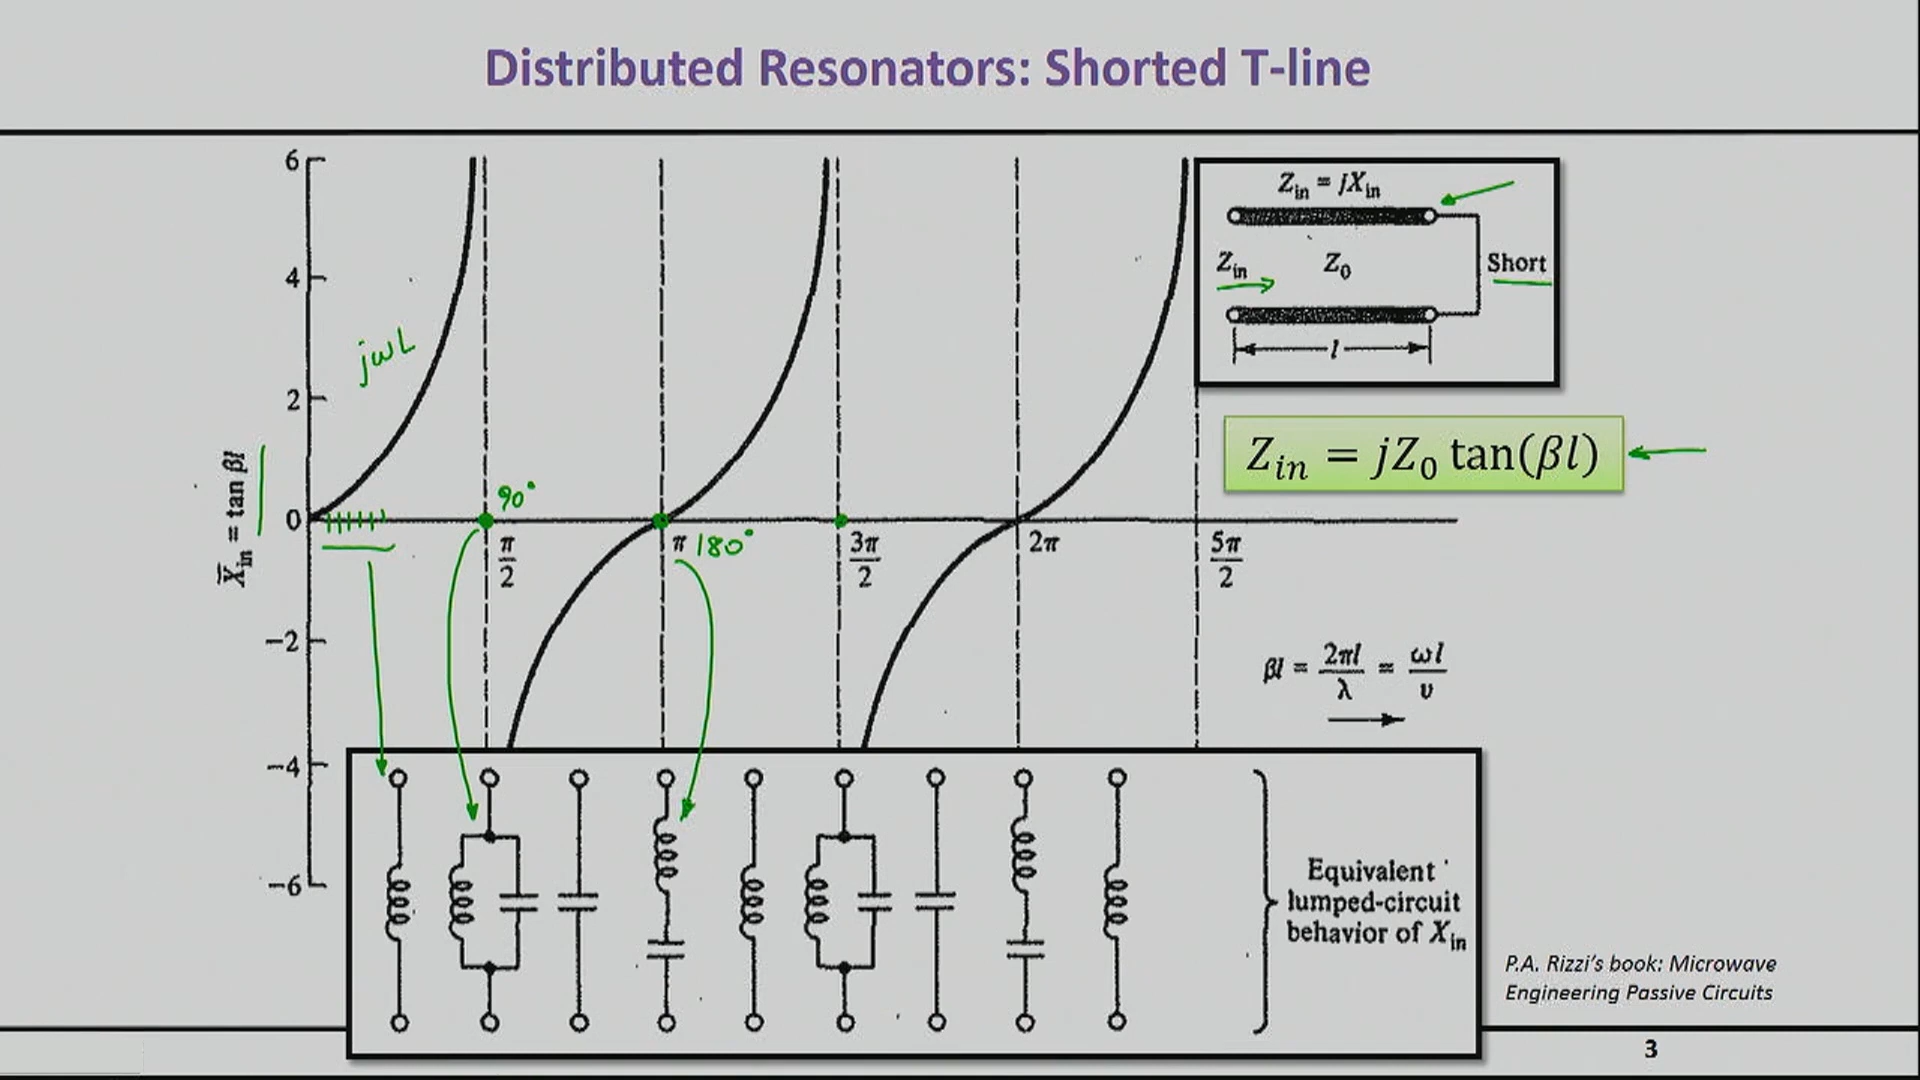 Distributed Resonators: Shorted T-line
6
4
2
0
−2
−4
−6
X̅in = tan βl
jωL
90°
π/2
π
180°
3π/2
2π
5π/2
Zin = jXin
Zin
Z0
Short
l
Zin = jZ0 tan(βl)
βl = 2πl/λ = ωl/υ
Equivalent
lumped-circuit
behavior of Xin
P.A. Rizzi's book: Microwave
Engineering Passive Circuits
3